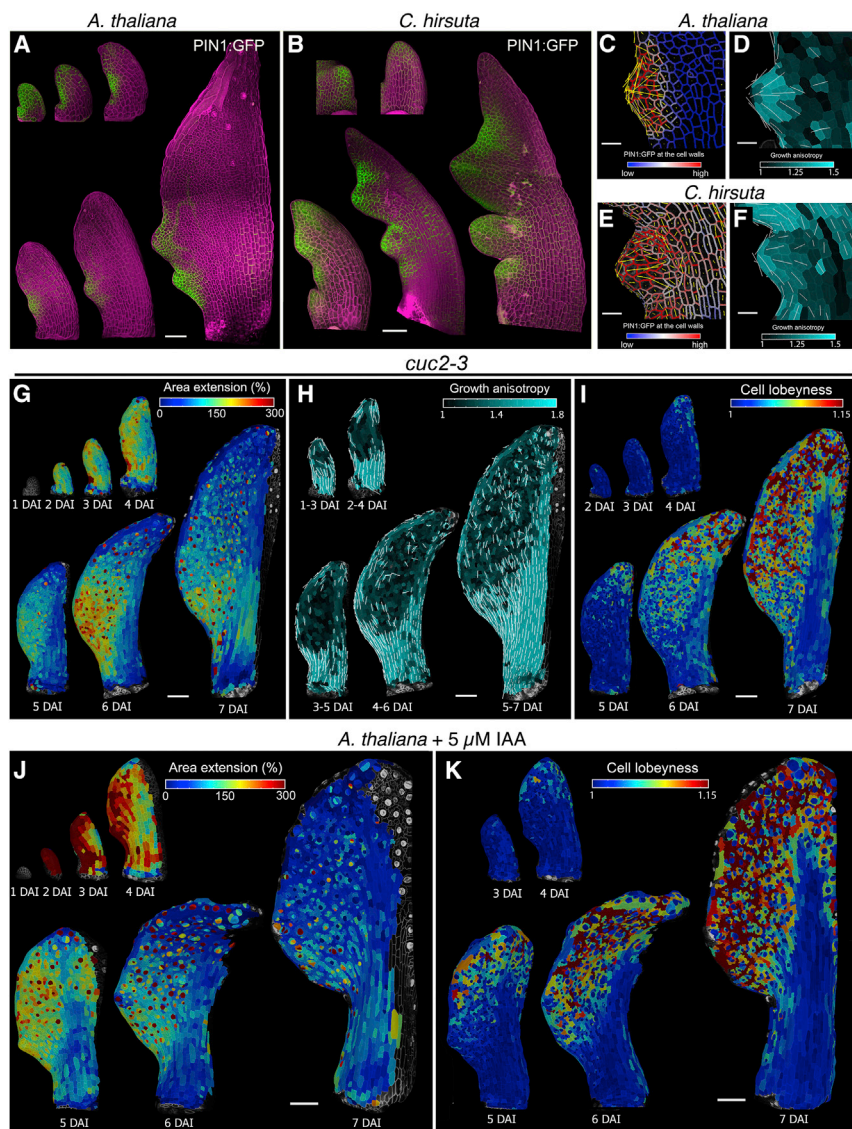 A. thaliana
C. hirsuta
A. thaliana
A
PIN1:GFP
B
PIN1:GFP
C
D
PIN1:GFP at the cell walls
low
high
Growth anisotropy
1
1.25
1.5
C. hirsuta
E
F
PIN1:GFP at the cell walls
low
high
Growth anisotropy
1
1.25
1.5
cuc2-3
G
Area extension (%)
0
150
300
1 DAI
2 DAI
3 DAI
4 DAI
5 DAI
6 DAI
7 DAI
H
Growth anisotropy
1
1.4
1.8
1-3 DAI
2-4 DAI
3-5 DAI
4-6 DAI
5-7 DAI
I
Cell lobeyness
1
1.15
2 DAI
3 DAI
4 DAI
5 DAI
6 DAI
7 DAI
A. thaliana + 5 µM IAA
J
Area extension (%)
0
150
300
1 DAI
2 DAI
3 DAI
4 DAI
5 DAI
6 DAI
7 DAI
K
Cell lobeyness
1
1.15
3 DAI
4 DAI
5 DAI
6 DAI
7 DAI